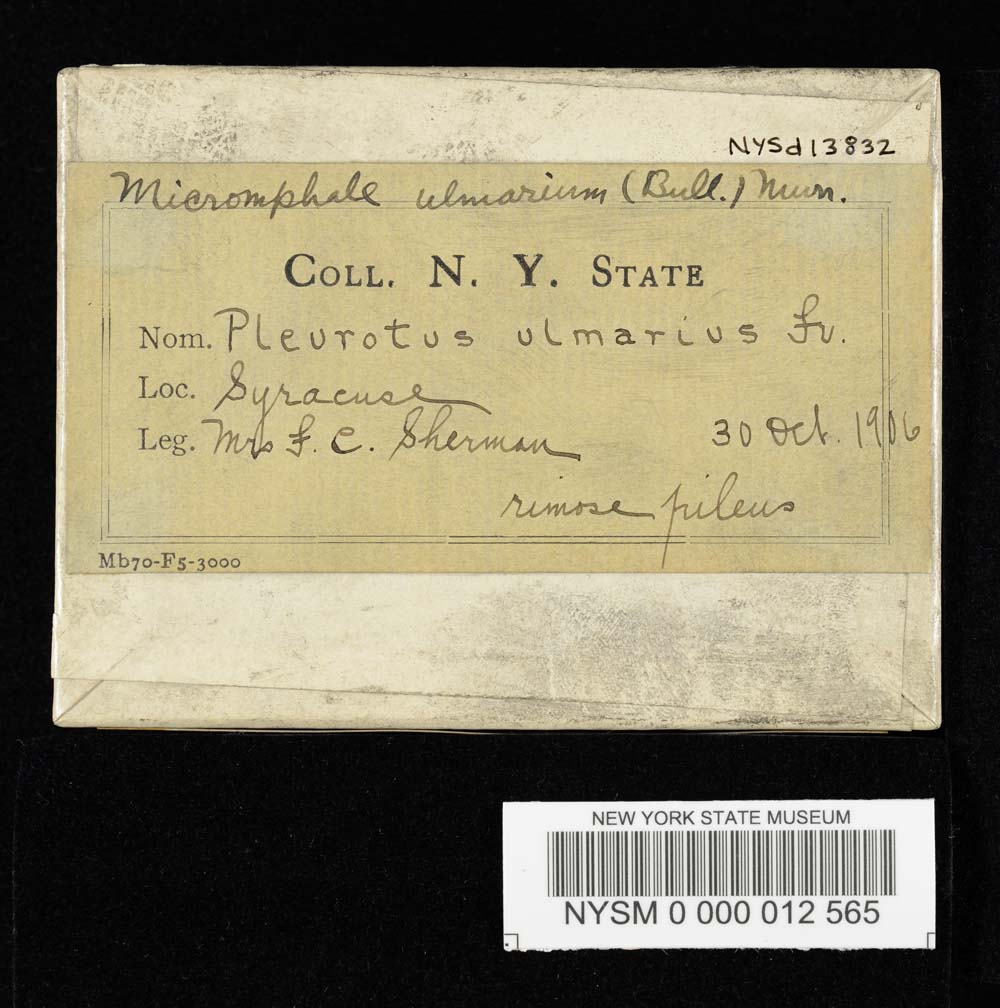 NYSd13832
Micromphale ulmarium (Bull.) Murr.
COLL. N. Y. STATE
Nom. Pleurotus ulmarius Fr.
Loc. Syracuse
Leg. Mrs F. C. Sherman 30 Oct. 1906
rimose pileus
Mb70-F5-3000
NEW YORK STATE MUSEUM
NYSM 0 000 012 565